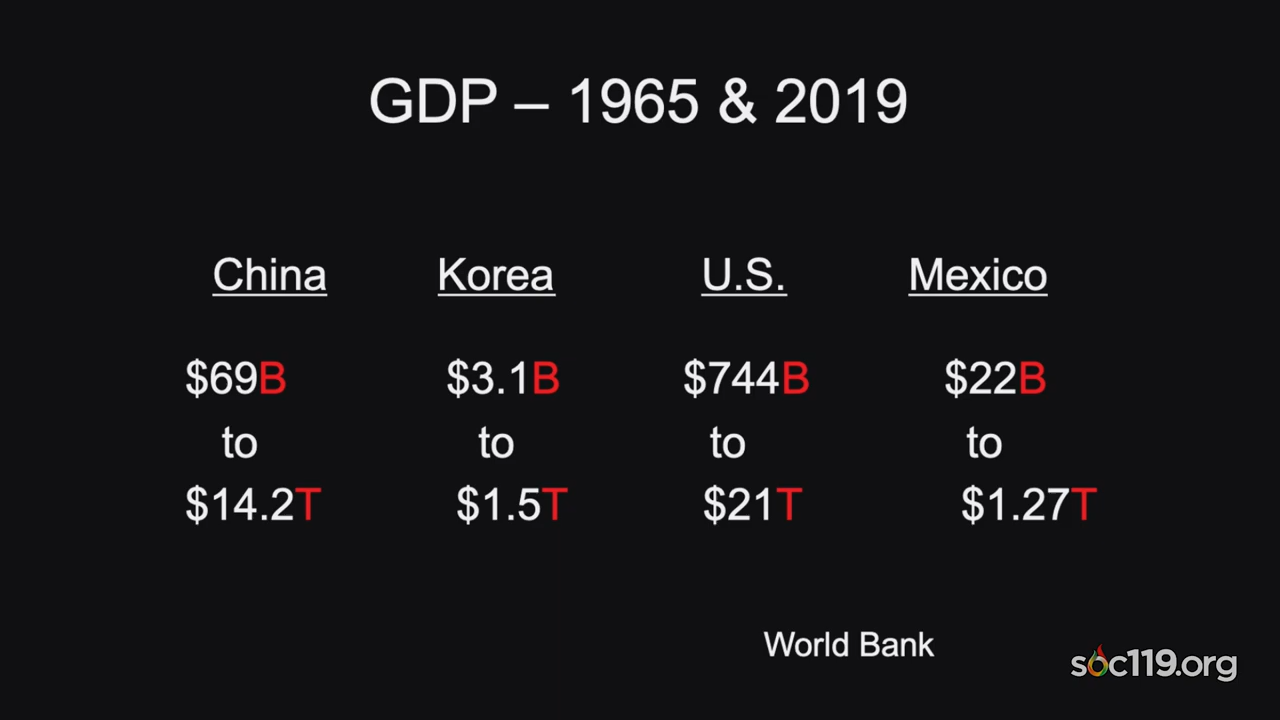 GDP – 1965 & 2019
China Korea U.S. Mexico
$69B $3.1B $744B $22B
to to to to
$14.2T $1.5T $21T $1.27T
World Bank
soc119.org